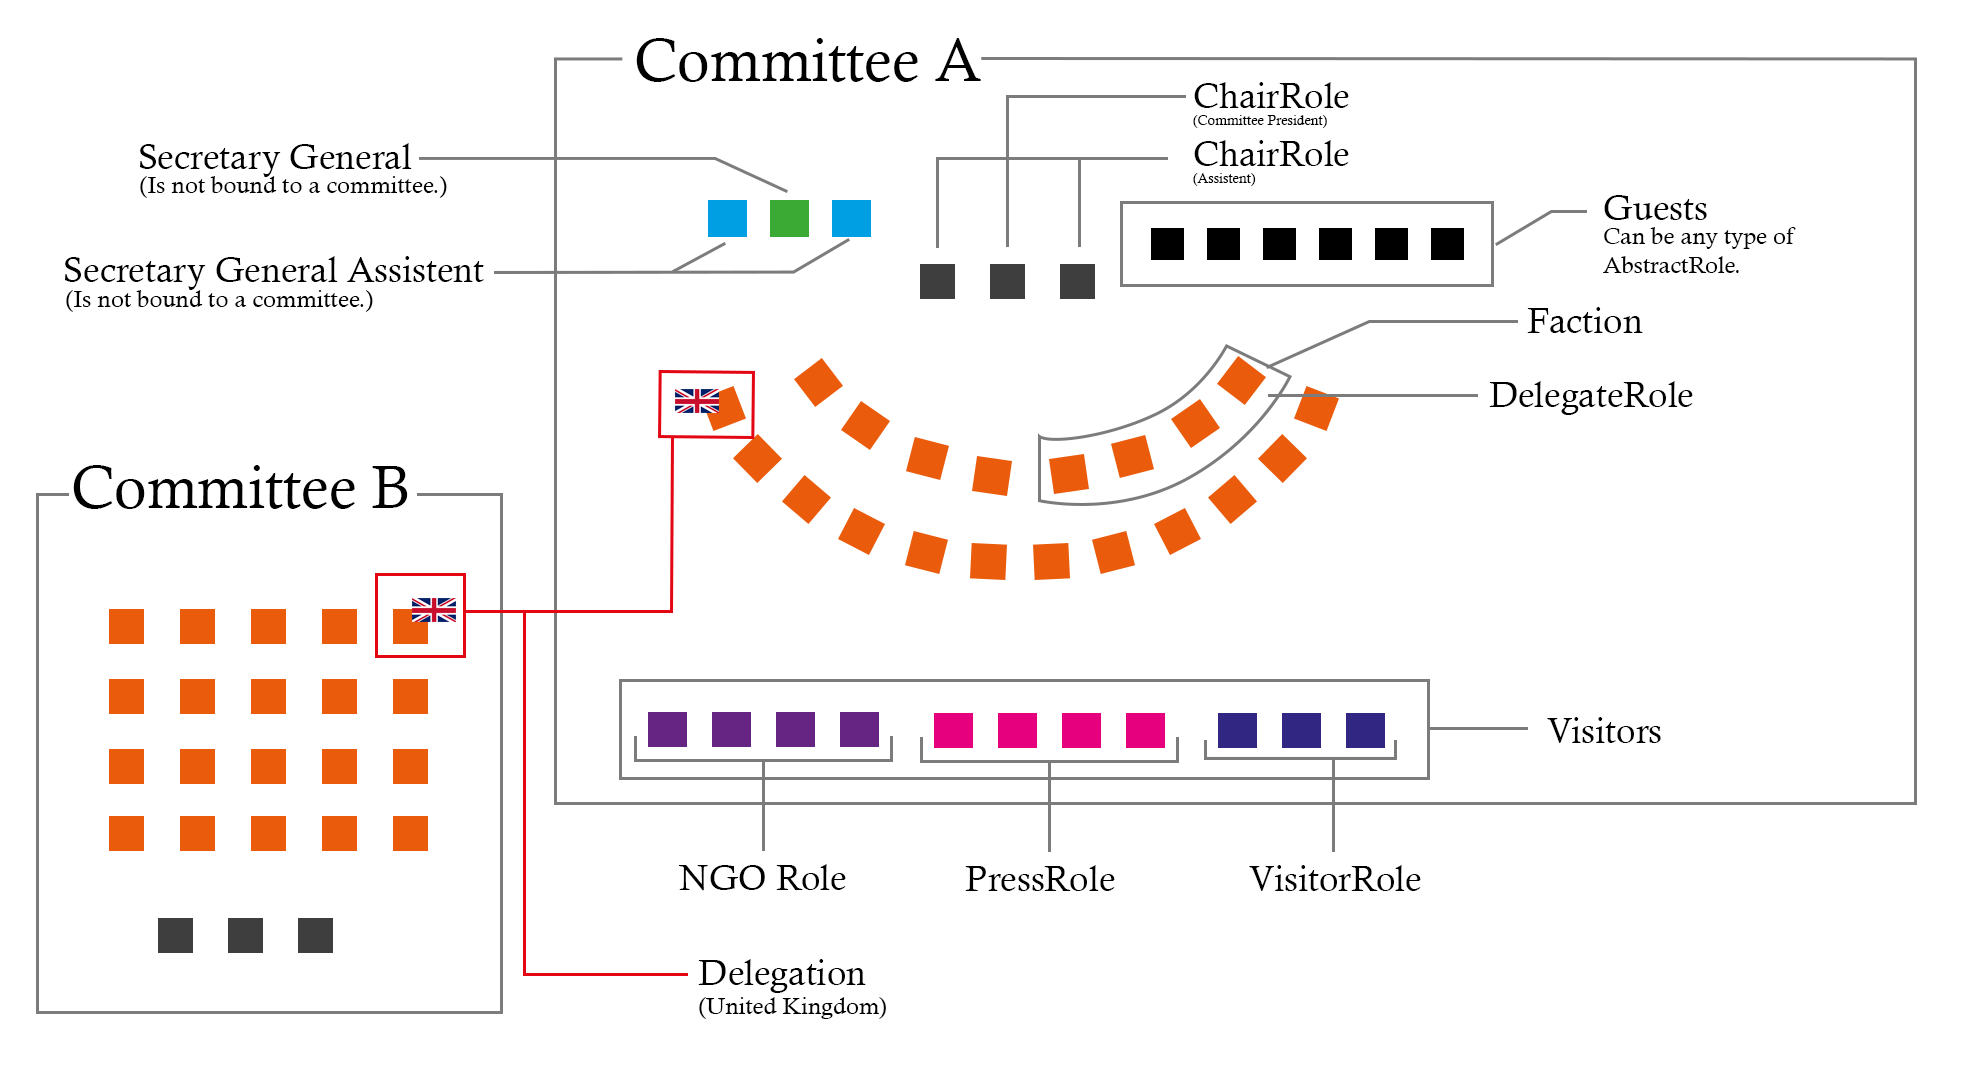 Committee A
ChairRole
(Committee President)
ChairRole
(Assistent)
Secretary General
(Is not bound to a committee.)
Guests
Can be any type of
AbstractRole.
Secretary General Assistent
(Is not bound to a committee.)
Faction
DelegateRole
Committee B
Visitors
NGO Role
PressRole
VisitorRole
Delegation
(United Kingdom)